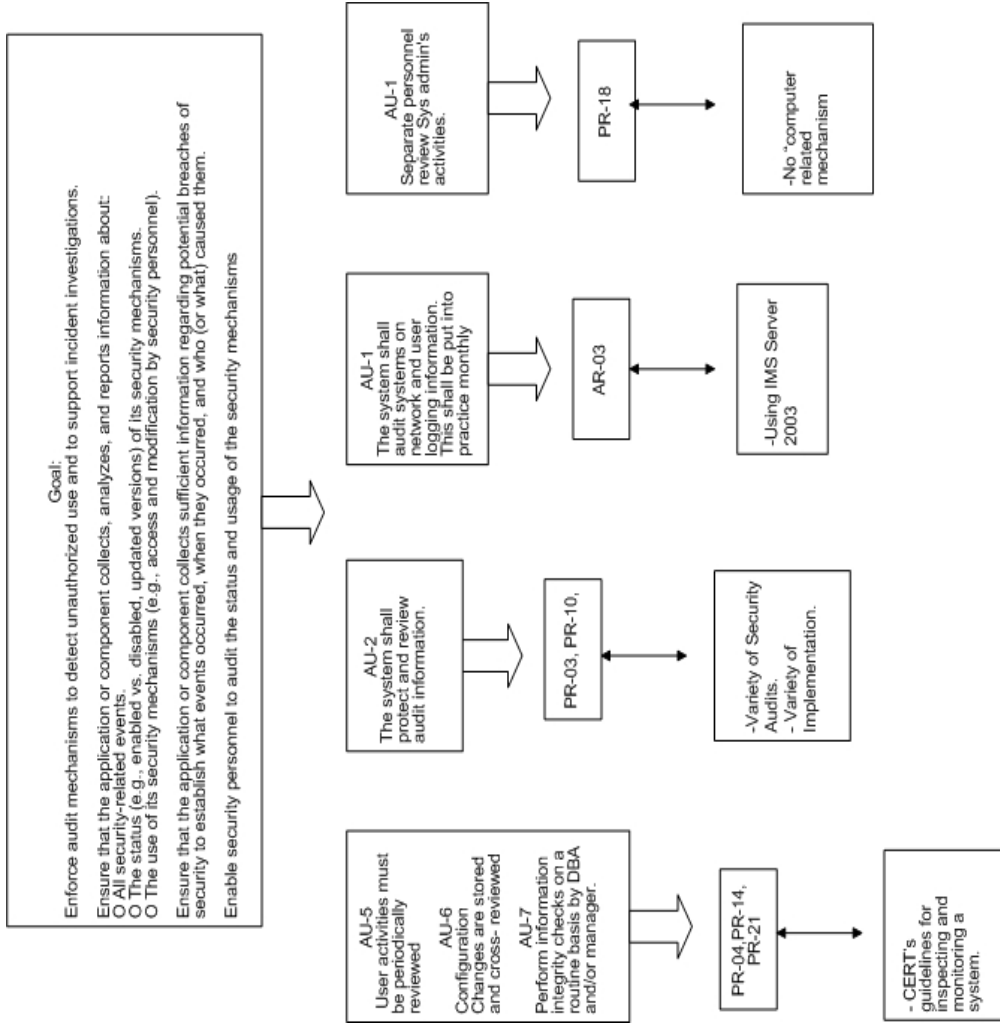 Goal:
Enforce audit mechanisms to detect unauthorized use and to support incident investigations.
Ensure that the application or component collects, analyzes, and reports information about:
O All security-related events.
O The status (e.g., enabled vs. disabled, updated versions) of its security mechanisms.
O The use of its security mechanisms (e.g., access and modification by security personnel).
Ensure that the application or component collects sufficient information regarding potential breaches of
security to establish what events occurred, when they occurred, and who (or what) caused them.
Enable security personnel to audit the status and usage of the security mechanisms
AU-5
User activities must
be periodically
reviewed
AU-6
Configuration
Changes are stored
and cross- reviewed
AU-7
Perform information
integrity checks on a
routine basis by DBA
and/or manager.
PR-04,PR-14,
PR-21
- CERT's
guidelines for
inspecting and
monitoring a
system.
AU-2
The system shall
protect and review
audit information.
PR-03, PR-10,
-Variety of Security
Audits.
- Variety of
Implementation.
AU-1
The system shall
audit systems on
network and user
logging information.
This shall be put into
practice monthly
AR-03
-Using IMS Server
2003
AU-1
Separate personnel
review Sys admin's
activities.
PR-18
-No "computer
related
mechanism